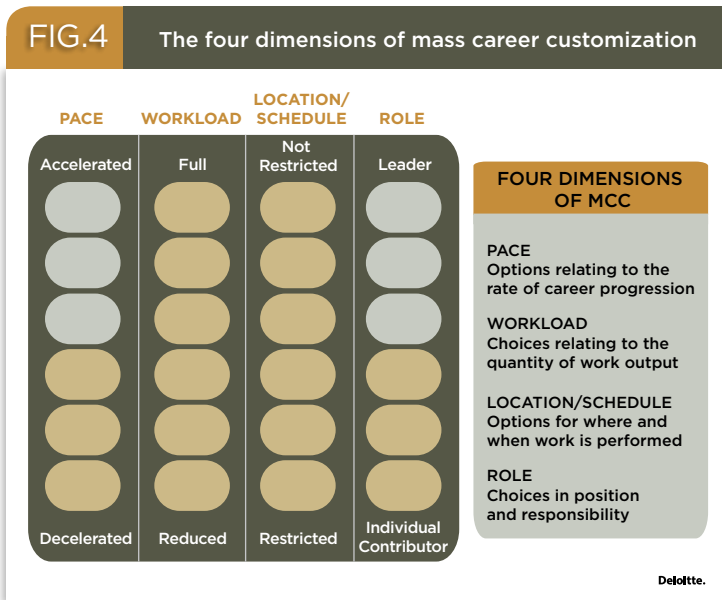 FIG.4
The four dimensions of mass career customization
PACE
WORKLOAD
LOCATION/
SCHEDULE
ROLE
Accelerated
Full
Not
Restricted
Leader
Decelerated
Reduced
Restricted
Individual
Contributor
FOUR DIMENSIONS
OF MCC
PACE
Options relating to the
rate of career progression
WORKLOAD
Choices relating to the
quantity of work output
LOCATION/SCHEDULE
Options for where and
when work is performed
ROLE
Choices in position
and responsibility
Deloitte.